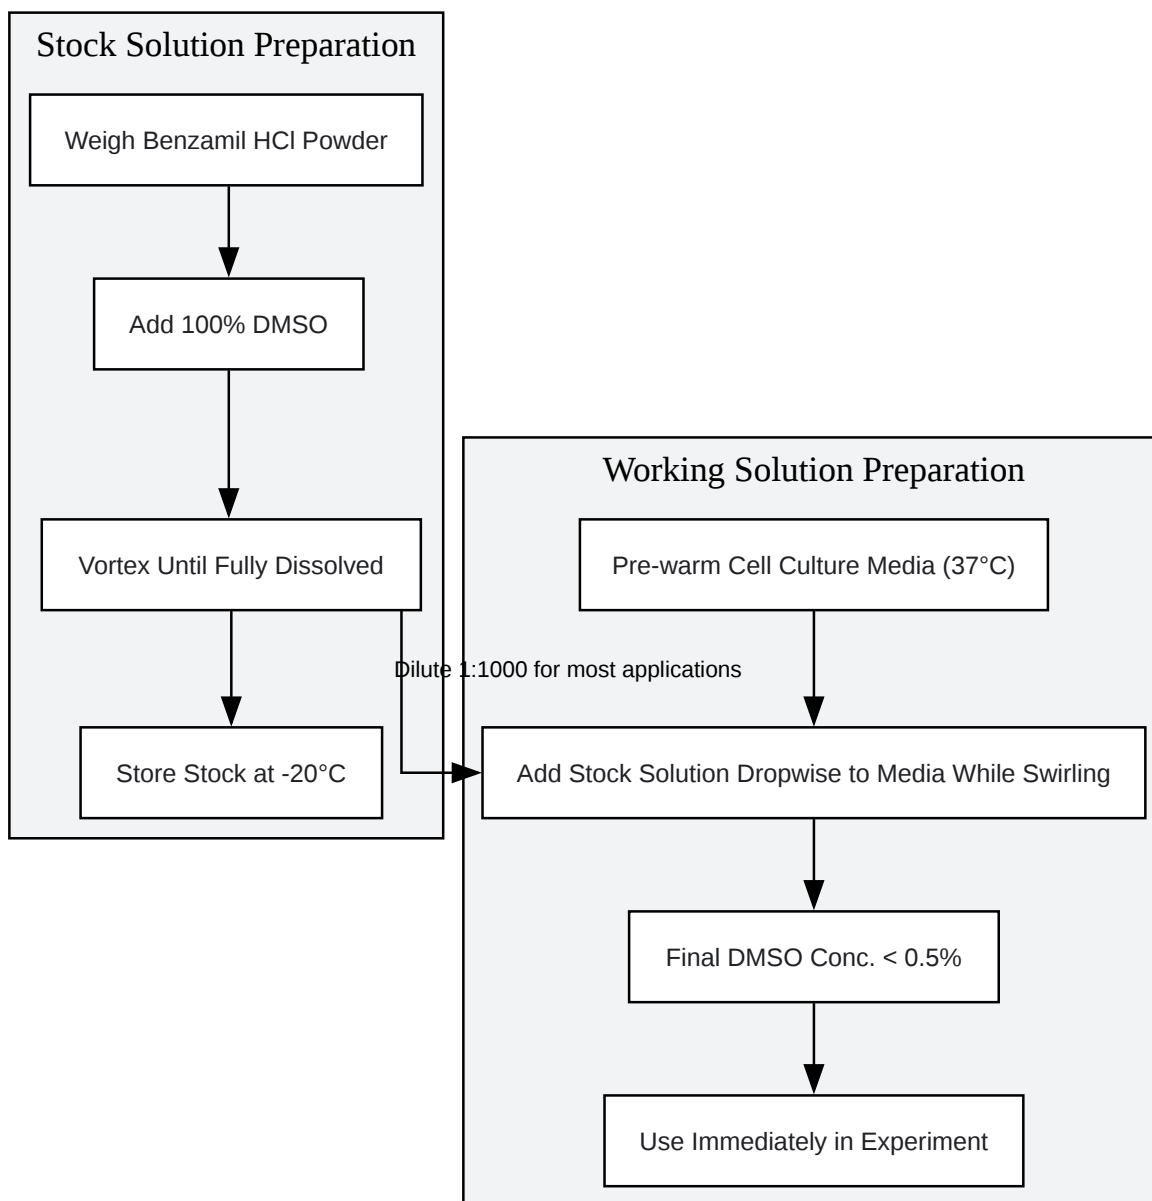 Stock Solution Preparation
Weigh Benzamil HCl Powder
Add 100% DMSO
Vortex Until Fully Dissolved
Store Stock at -20°C
Dilute 1:1000 for most applications
Working Solution Preparation
Pre-warm Cell Culture Media (37°C)
Add Stock Solution Dropwise to Media While Swirling
Final DMSO Conc. < 0.5%
Use Immediately in Experiment